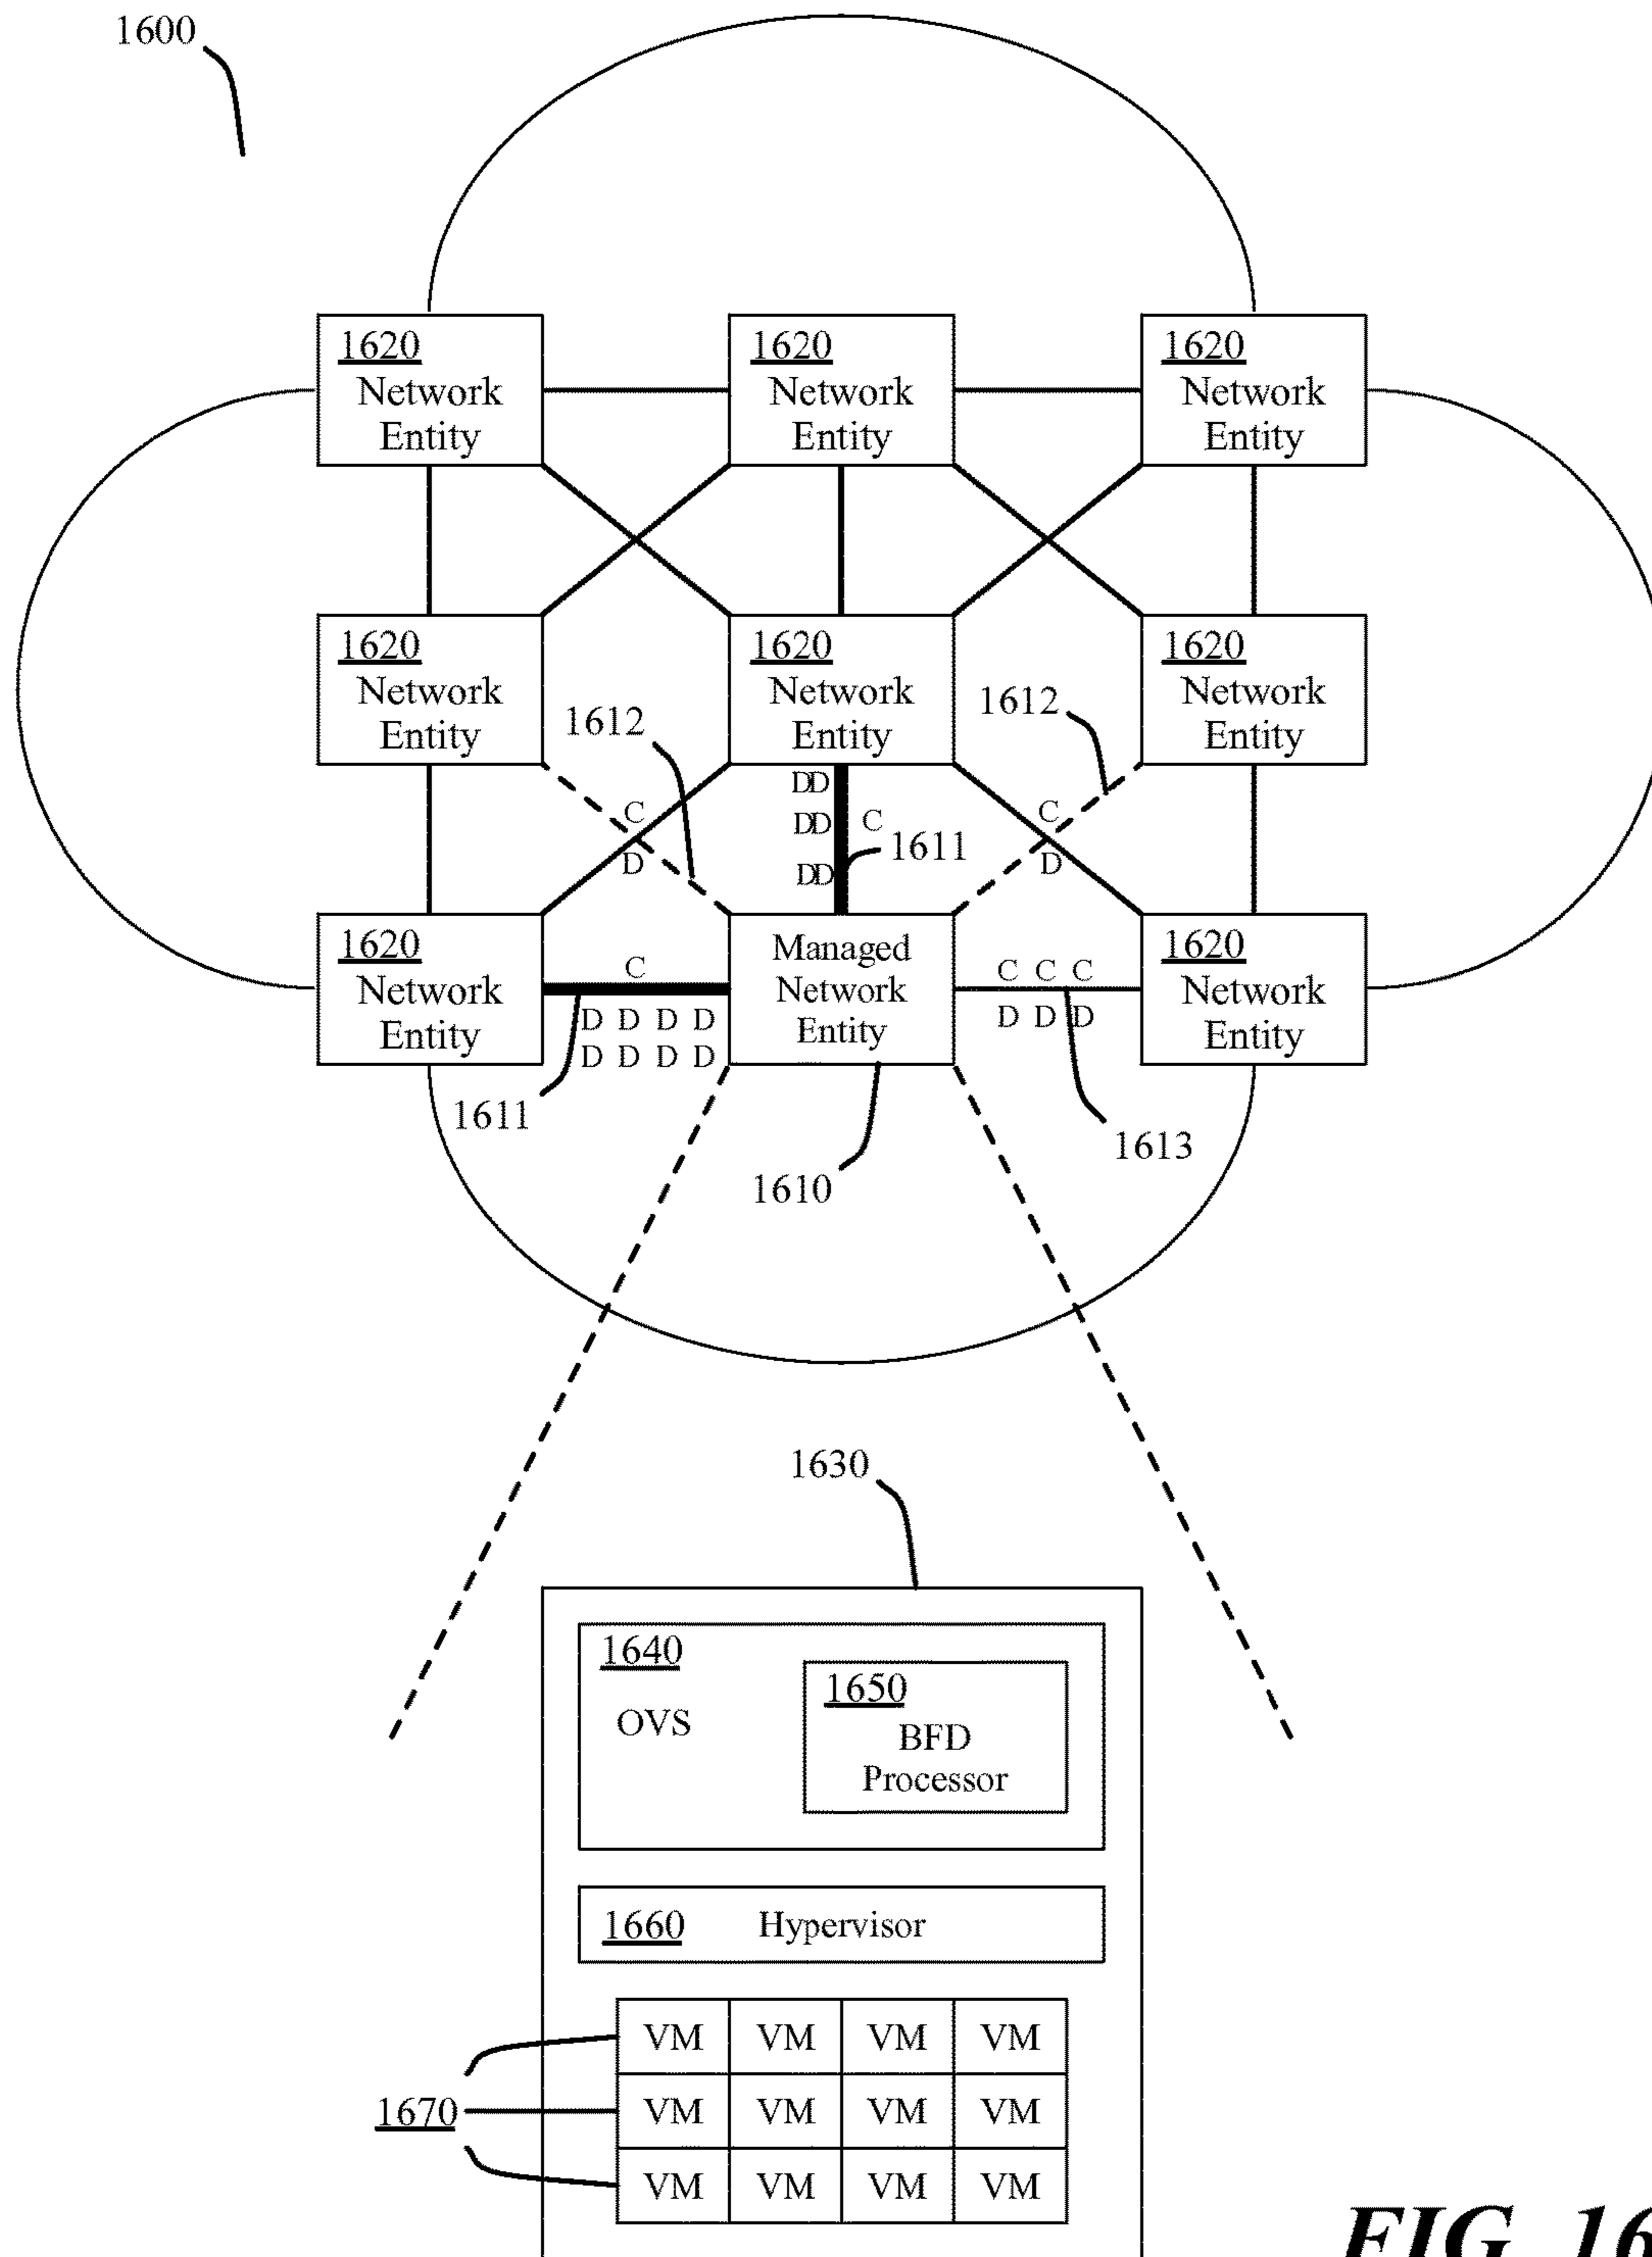 1600
1620 1620 1620
Network Network Network
Entity Entity Entity
1620 1620 1620
Network Network Network
Entity Entity Entity
1612 1612
DD
C DD C C
D 1611 D
DD
1620 Managed 1620
Network Network Network
Entity Entity Entity
C C C C
D D D D D D D
D D D D
1611 1613
1610
1630
1640
OVS
1650
BFD
Processor
1660 Hypervisor
VM VM VM VM
1670 VM VM VM VM
VM VM VM VM
FIG. 16